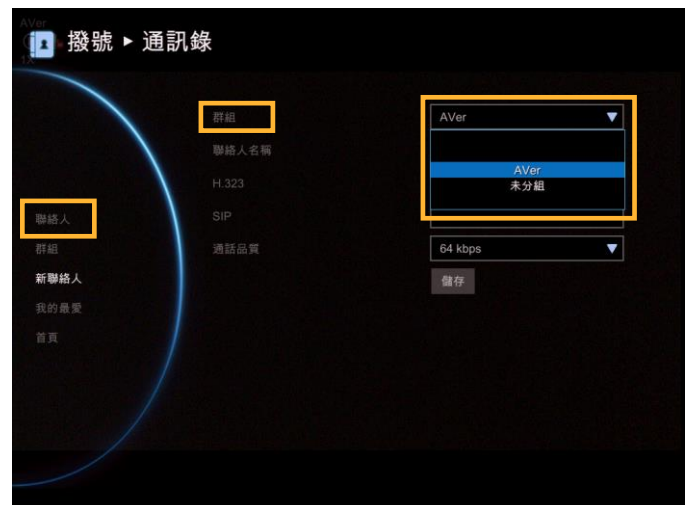 AVer
撥號 ▸ 通訊錄
1X
群組
AVer
聯絡人名稱
AVer
未分組
H.323
SIP
通話品質
64 kbps
儲存
聯絡人
群組
新聯絡人
我的最愛
首頁